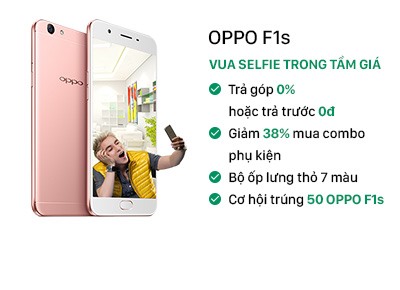 OPPO F1s
VUA SELFIE TRONG TẦM GIÁ
Trả góp 0%
hoặc trả trước 0đ
Giảm 38% mua combo
phụ kiện
Bộ ốp lưng thỏ 7 màu
Cơ hội trúng 50 OPPO F1s
oppo